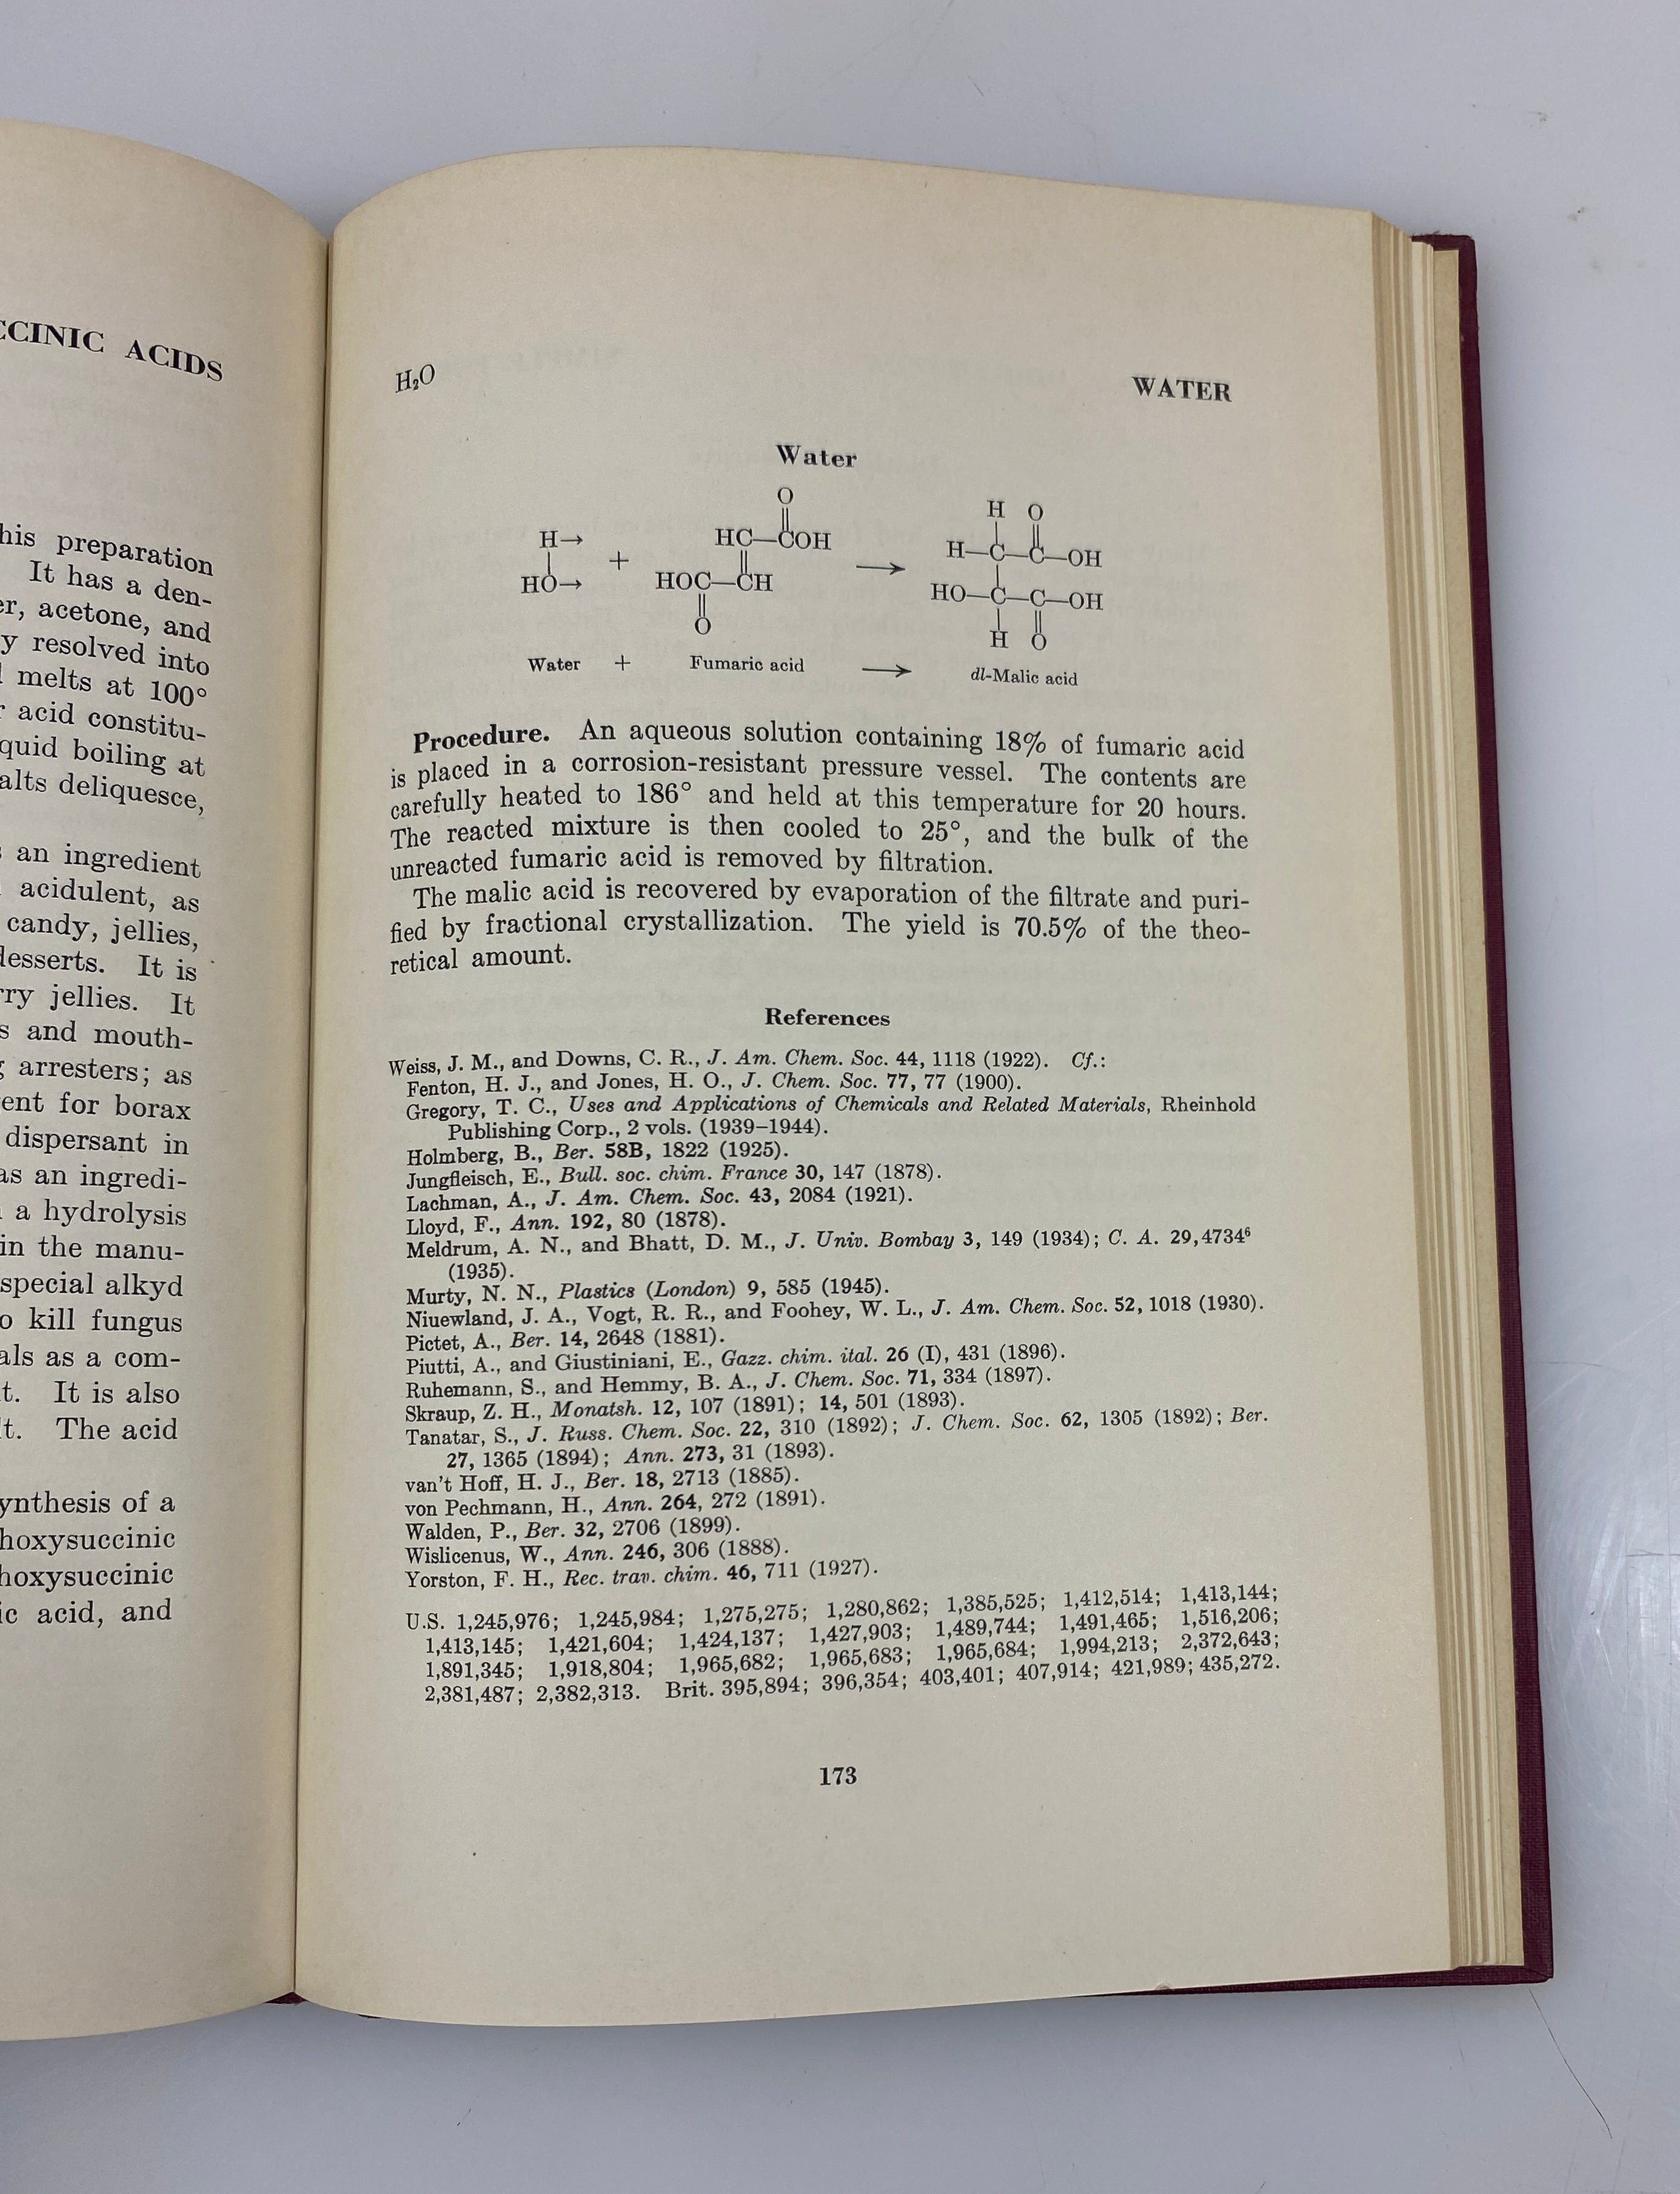 CCINIC ACIDS
his preparation
It has a den-
er, acetone, and
y resolved into
melts at 100°
r acid constitu-
quid boiling at
alts deliquesce,
s an ingredient
acidulent, as
candy, jellies,
desserts. It is
rry jellies. It
s and mouth-
g arresters; as
ent for borax
dispersant in
as an ingredi-
a hydrolysis
in the manu-
special alkyd
o kill fungus
als as a com-
t. It is also
lt. The acid
ynthesis of a
hoxysuccinic
hoxysuccinic
ic acid, and
H₂O WATER
Water
O
H O
H→ + HC—COH → H—C—C—OH
HO→ HOC—CH HO—C—C—OH
O H O
Water + Fumaric acid → dl-Malic acid
Procedure. An aqueous solution containing 18% of fumaric acid
is placed in a corrosion-resistant pressure vessel. The contents are
carefully heated to 186° and held at this temperature for 20 hours.
The reacted mixture is then cooled to 25°, and the bulk of the
unreacted fumaric acid is removed by filtration.
The malic acid is recovered by evaporation of the filtrate and puri-
fied by fractional crystallization. The yield is 70.5% of the theo-
retical amount.
References
Weiss, J. M., and Downs, C. R., J. Am. Chem. Soc. 44, 1118 (1922). Cf.:
Fenton, H. J., and Jones, H. O., J. Chem. Soc. 77, 77 (1900).
Gregory, T. C., Uses and Applications of Chemicals and Related Materials, Rheinhold
Publishing Corp., 2 vols. (1939–1944).
Holmberg, B., Ber. 58B, 1822 (1925).
Jungfleisch, E., Bull. soc. chim. France 30, 147 (1878).
Lachman, A., J. Am. Chem. Soc. 43, 2084 (1921).
Lloyd, F., Ann. 192, 80 (1878).
Meldrum, A. N., and Bhatt, D. M., J. Univ. Bombay 3, 149 (1934); C. A. 29, 4734⁶
(1935).
Murty, N. N., Plastics (London) 9, 585 (1945).
Niuewland, J. A., Vogt, R. R., and Foohey, W. L., J. Am. Chem. Soc. 52, 1018 (1930).
Pictet, A., Ber. 14, 2648 (1881).
Piutti, A., and Giustiniani, E., Gazz. chim. ital. 26 (I), 431 (1896).
Ruhemann, S., and Hemmy, B. A., J. Chem. Soc. 71, 334 (1897).
Skraup, Z. H., Monatsh. 12, 107 (1891); 14, 501 (1893).
Tanatar, S., J. Russ. Chem. Soc. 22, 310 (1892); J. Chem. Soc. 62, 1305 (1892); Ber.
27, 1365 (1894); Ann. 273, 31 (1893).
van't Hoff, H. J., Ber. 18, 2713 (1885).
von Pechmann, H., Ann. 264, 272 (1891).
Walden, P., Ber. 32, 2706 (1899).
Wislicenus, W., Ann. 246, 306 (1888).
Yorston, F. H., Rec. trav. chim. 46, 711 (1927).
U.S. 1,245,976; 1,245,984; 1,275,275; 1,280,862; 1,385,525; 1,412,514; 1,413,144;
1,413,145; 1,421,604; 1,424,137; 1,427,903; 1,489,744; 1,491,465; 1,516,206;
1,891,345; 1,918,804; 1,965,682; 1,965,683; 1,965,684; 1,994,213; 2,372,643;
2,381,487; 2,382,313. Brit. 395,894; 396,354; 403,401; 407,914; 421,989; 435,272.
173